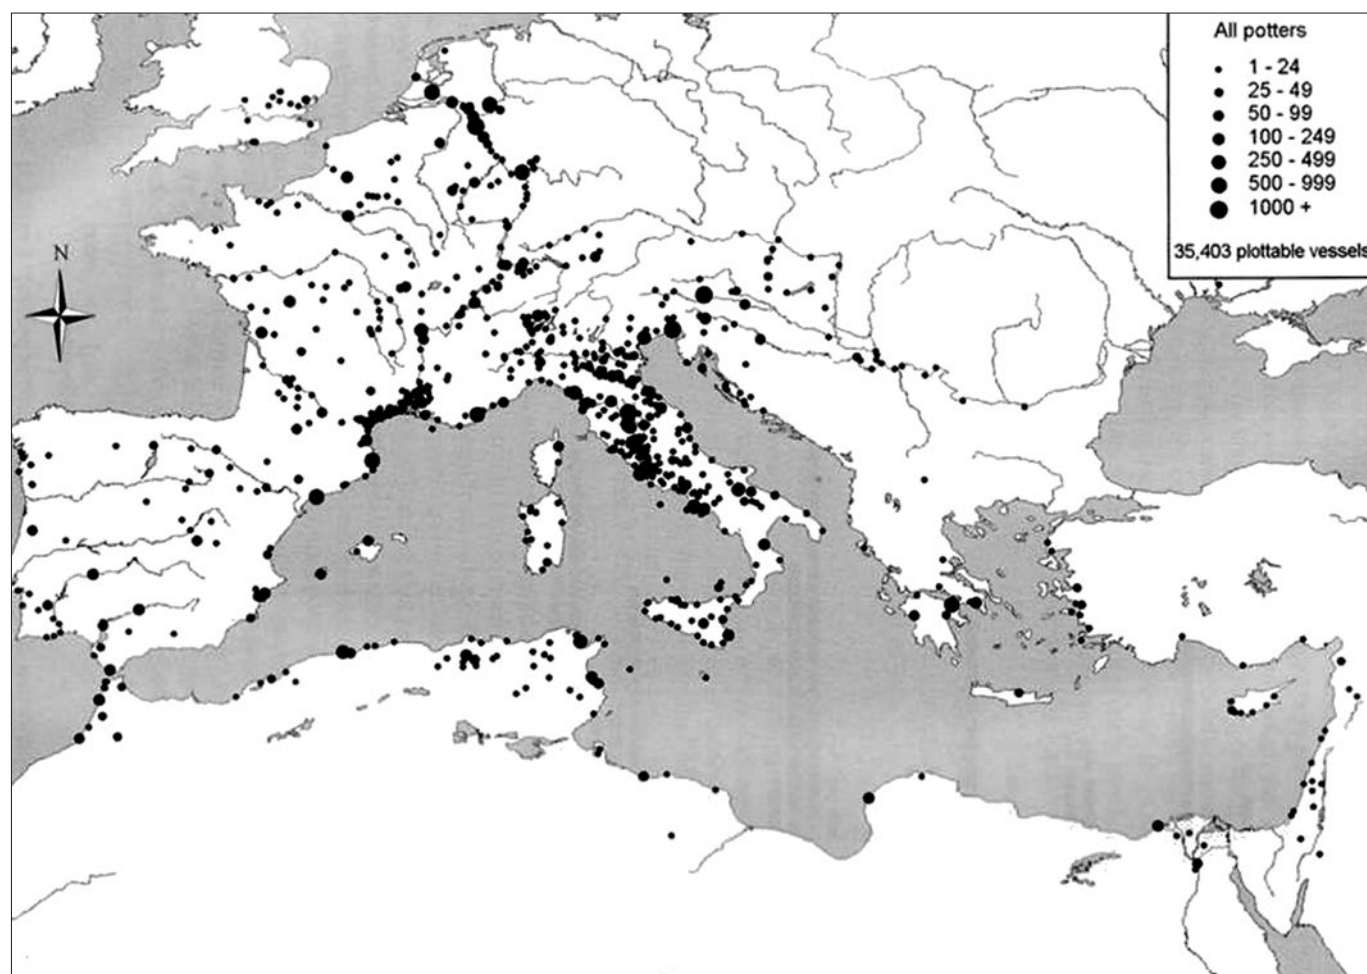 All potters
1 - 24
25 - 49
50 - 99
100 - 249
250 - 499
500 - 999
1000 +
35,403 plottable vessels
N